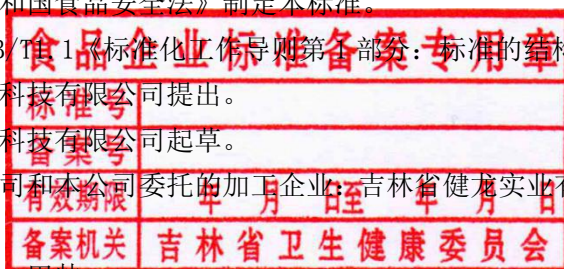 和国食品安全法》制定本标准。
食品企业标准备案专用章
B/T1.1《标准化工作导则第1部分：标准的结构
标准号
科技有限公司提出。
备案号
科技有限公司起草。
司和本公司委托的加工企业：吉林省健龙实业有
有效期限 年 月 日至 年 月 日
备案机关 吉林省卫生健康委员会